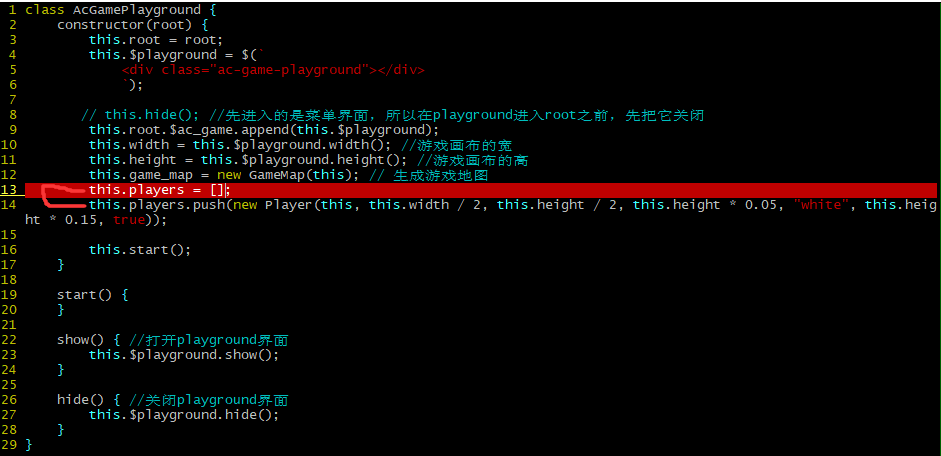 1 class AcGamePlayground {
2     constructor(root) {
3         this.root = root;
4         this.$playground = $(`
5             <div class="ac-game-playground"></div>
6             `);
7
8        // this.hide(); //先进入的是菜单界面，所以在playground进入root之前，先把它关闭
9         this.root.$ac_game.append(this.$playground);
10         this.width = this.$playground.width(); //游戏画布的宽
11         this.height = this.$playground.height(); //游戏画布的高
12         this.game_map = new GameMap(this); // 生成游戏地图
13         this.players = [];
14         this.players.push(new Player(this, this.width / 2, this.height / 2, this.height * 0.05, "white", this.heig
ht * 0.15, true));
15
16         this.start();
17     }
18
19     start() {
20     }
21
22     show() { //打开playground界面
23         this.$playground.show();
24     }
25
26     hide() { //关闭playground界面
27         this.$playground.hide();
28     }
29 }